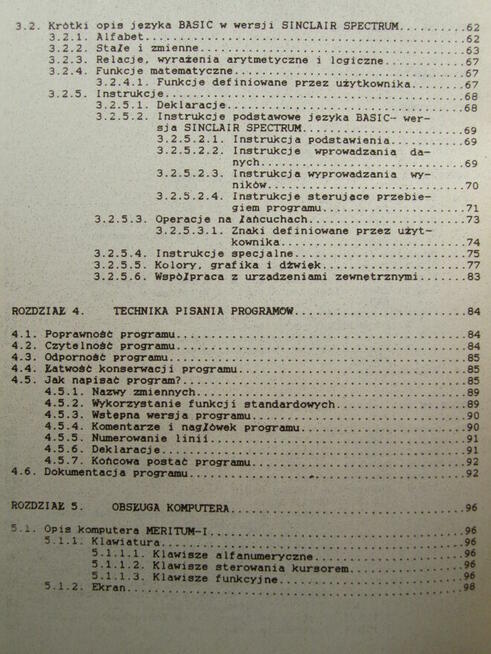 3.2. Krótki opis języka BASIC w wersji SINCLAIR SPECTRUM..........62
3.2.1. Alfabet..........62
3.2.2. Stałe i zmienne..........63
3.2.3. Relacje, wyrażenia arytmetyczne i logiczne..........67
3.2.4. Funkcje matematyczne..........67
3.2.4.1. Funkcje definiowane przez użytkownika.......67
3.2.5. Instrukcje..........68
3.2.5.1. Deklaracje..........68
3.2.5.2. Instrukcje podstawowe języka BASIC- wer-
sja SINCLAIR SPECTRUM..........69
3.2.5.2.1. Instrukcja podstawienia.......69
3.2.5.2.2. Instrukcje wprowadzania da-
nych..........69
3.2.5.2.3. Instrukcja wyprowadzania wy-
ników..........70
3.2.5.2.4. Instrukcje sterujące przebie-
giem programu..........71
3.2.5.3. Operacje na łańcuchach..........73
3.2.5.3.1. Znaki definiowane przez użyt-
kownika..........74
3.2.5.4. Instrukcje specjalne..........75
3.2.5.5. Kolory, grafika i dźwięk..........77
3.2.5.6. Współpraca z urządzeniami zewnętrznymi.....83
ROZDZIAŁ 4. TECHNIKA PISANIA PROGRAMÓW..........84
4.1. Poprawność programu..........84
4.2. Czytelność programu..........84
4.3. Odporność programu..........85
4.4. Łatwość konserwacji programu..........85
4.5. Jak napisać program?..........85
4.5.1. Nazwy zmiennych..........89
4.5.2. Wykorzystanie funkcji standardowych..........89
4.5.3. Wstępna wersja programu..........90
4.5.4. Komentarze i nagłówek programu..........90
4.5.5. Numerowanie linii..........91
4.5.6. Deklaracje..........91
4.5.7. Końcowa postać programu..........92
4.6. Dokumentacja programu..........92
ROZDZIAŁ 5. OBSŁUGA KOMPUTERA..........96
5.1. Opis komputera MERITUM-I..........96
5.1.1. Klawiatura..........96
5.1.1.1. Klawisze alfanumeryczne..........96
5.1.1.2. Klawisze sterowania kursorem..........96
5.1.1.3. Klawisze funkcyjne..........96
5.1.2. Ekran..........98